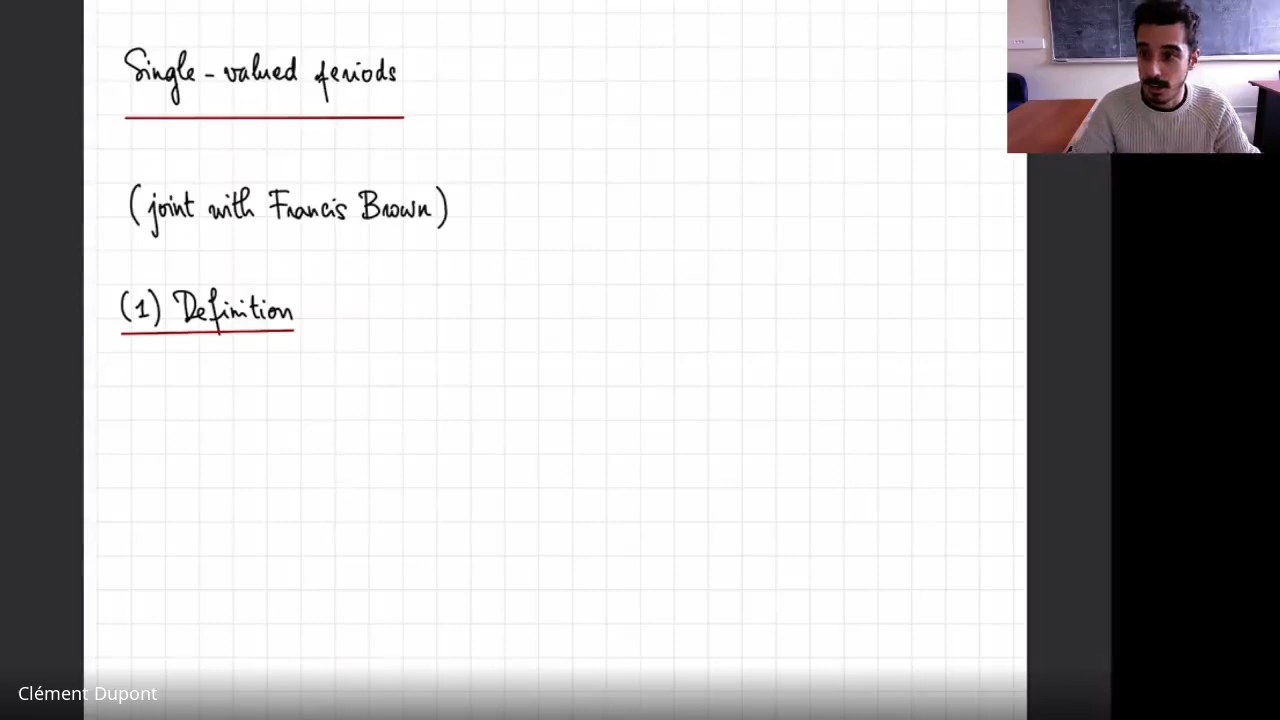 Single-valued periods
(joint with Francis Brown)
(1) Definition
Clément Dupont